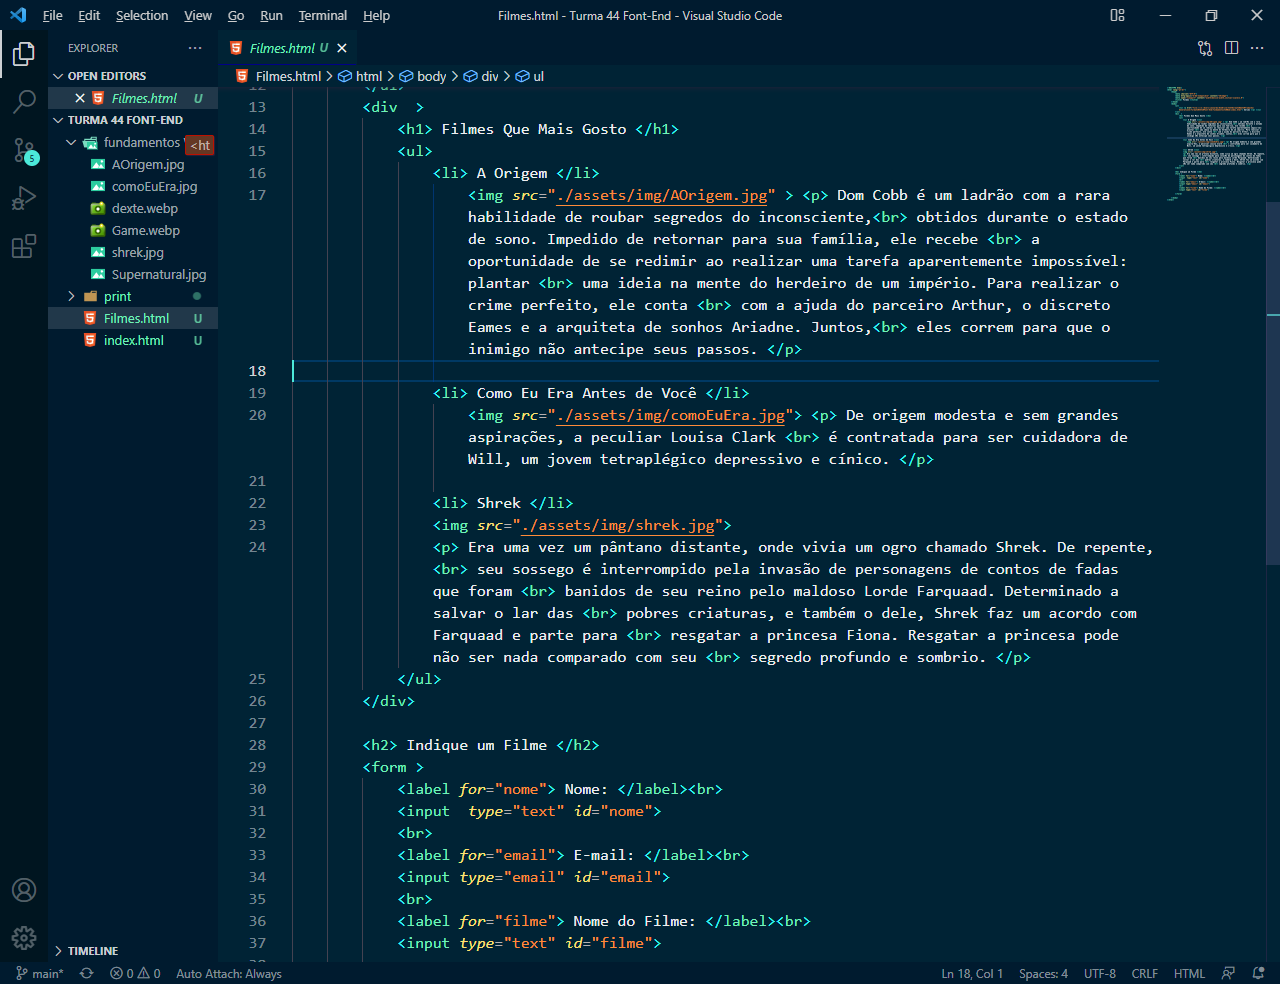 File Edit Selection View Go Run Terminal Help Filmes.html - Turma 44 Font-End - Visual Studio Code
EXPLORER
OPEN EDITORS
Filmes.html U
TURMA 44 FONT-END
fundamentos
<ht
AOrigem.jpg
comoEuEra.jpg
dexte.webp
Game.webp
shrek.jpg
Supernatural.jpg
print
Filmes.html U
index.html U
TIMELINE
5
Filmes.html U
Filmes.html > html > body > div > ul
12 </ul>
13 <div  >
14 <h1> Filmes Que Mais Gosto </h1>
15 <ul>
16 <li> A Origem </li>
17 <img src="./assets/img/AOrigem.jpg" > <p> Dom Cobb é um ladrão com a rara
habilidade de roubar segredos do inconsciente,<br> obtidos durante o estado
de sono. Impedido de retornar para sua família, ele recebe <br> a
oportunidade de se redimir ao realizar uma tarefa aparentemente impossível:
plantar <br> uma ideia na mente do herdeiro de um império. Para realizar o
crime perfeito, ele conta <br> com a ajuda do parceiro Arthur, o discreto
Eames e a arquiteta de sonhos Ariadne. Juntos,<br> eles correm para que o
inimigo não antecipe seus passos. </p>
18
19 <li> Como Eu Era Antes de Você </li>
20 <img src="./assets/img/comoEuEra.jpg"> <p> De origem modesta e sem grandes
aspirações, a peculiar Louisa Clark <br> é contratada para ser cuidadora de
Will, um jovem tetraplégico depressivo e cínico. </p>
21
22 <li> Shrek </li>
23 <img src="./assets/img/shrek.jpg">
24 <p> Era uma vez um pântano distante, onde vivia um ogro chamado Shrek. De repente,
<br> seu sossego é interrompido pela invasão de personagens de contos de fadas
que foram <br> banidos de seu reino pelo maldoso Lorde Farquaad. Determinado a
salvar o lar das <br> pobres criaturas, e também o dele, Shrek faz um acordo com
Farquaad e parte para <br> resgatar a princesa Fiona. Resgatar a princesa pode
não ser nada comparado com seu <br> segredo profundo e sombrio. </p>
25 </ul>
26 </div>
27
28 <h2> Indique um Filme </h2>
29 <form >
30 <label for="nome"> Nome: </label><br>
31 <input  type="text" id="nome">
32 <br>
33 <label for="email"> E-mail: </label><br>
34 <input type="email" id="email">
35 <br>
36 <label for="filme"> Nome do Filme: </label><br>
37 <input type="text" id="filme">
main* 0 0 Auto Attach: Always Ln 18, Col 1 Spaces: 4 UTF-8 CRLF HTML